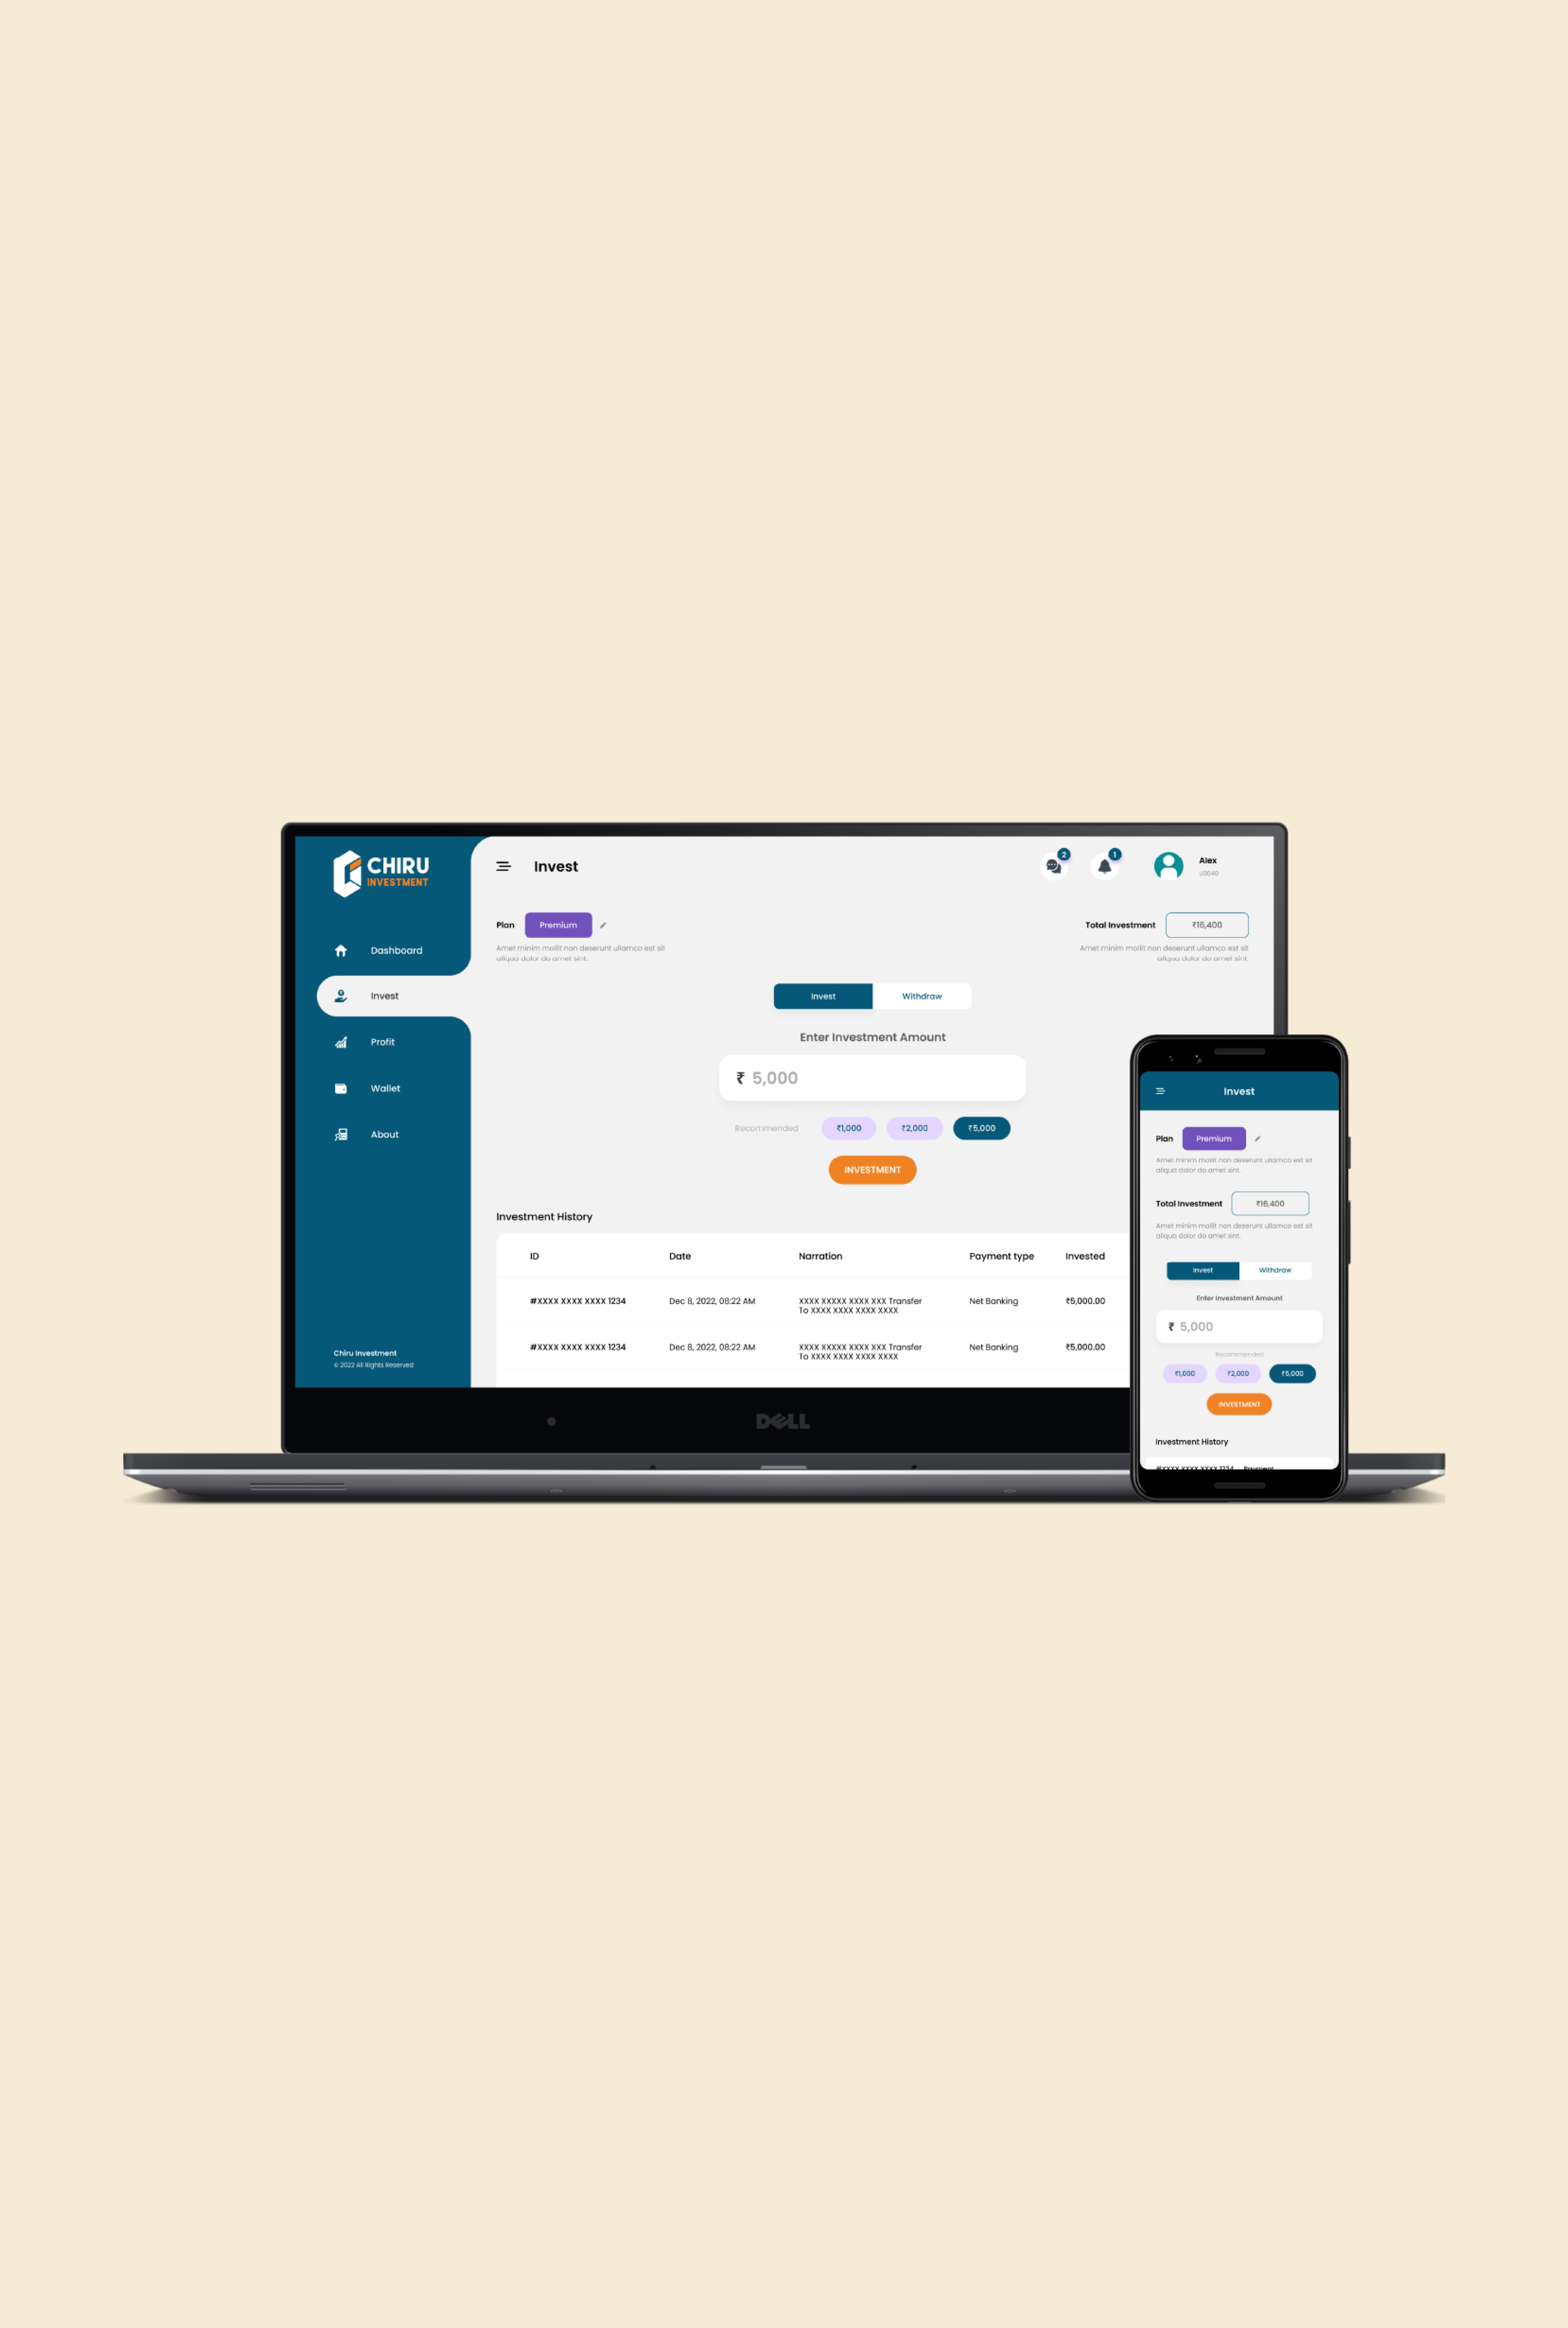 CHIRU
INVESTMENT
Dashboard
Invest
Profit
Wallet
About
Chiru Investment
© 2022 All Rights Reserved
Invest
2
1
Alex
U3040
Plan
Premium
Amet minim mollit non deserunt ullamco est sit
aliqua dolor do amet sint.
Total Investment
₹16,400
Amet minim mollit non deserunt ullamco est sit
aliqua dolor do amet sint.
Invest
Withdraw
Enter Investment Amount
₹ 5,000
Recommended
₹1,000
₹2,000
₹5,000
INVESTMENT
Investment History
ID Date Narration Payment type Invested
#XXXX XXXX XXXX 1234 Dec 8, 2022, 08:22 AM XXXX XXXXX XXXX XXX Transfer Net Banking ₹5,000.00
To XXXX XXXX XXXX XXXX
#XXXX XXXX XXXX 1234 Dec 8, 2022, 08:22 AM XXXX XXXXX XXXX XXX Transfer Net Banking ₹5,000.00
To XXXX XXXX XXXX XXXX
DELL
Invest
Plan
Premium
Amet minim mollit non deserunt ullamco est sit
aliqua dolor do amet sint.
Total Investment
₹16,400
Amet minim mollit non deserunt ullamco est sit
aliqua dolor do amet sint.
Invest
Withdraw
Enter Investment Amount
₹ 5,000
Recommended
₹1,000
₹2,000
₹5,000
INVESTMENT
Investment History
#XXXX XXXX XXXX 1234 Payment